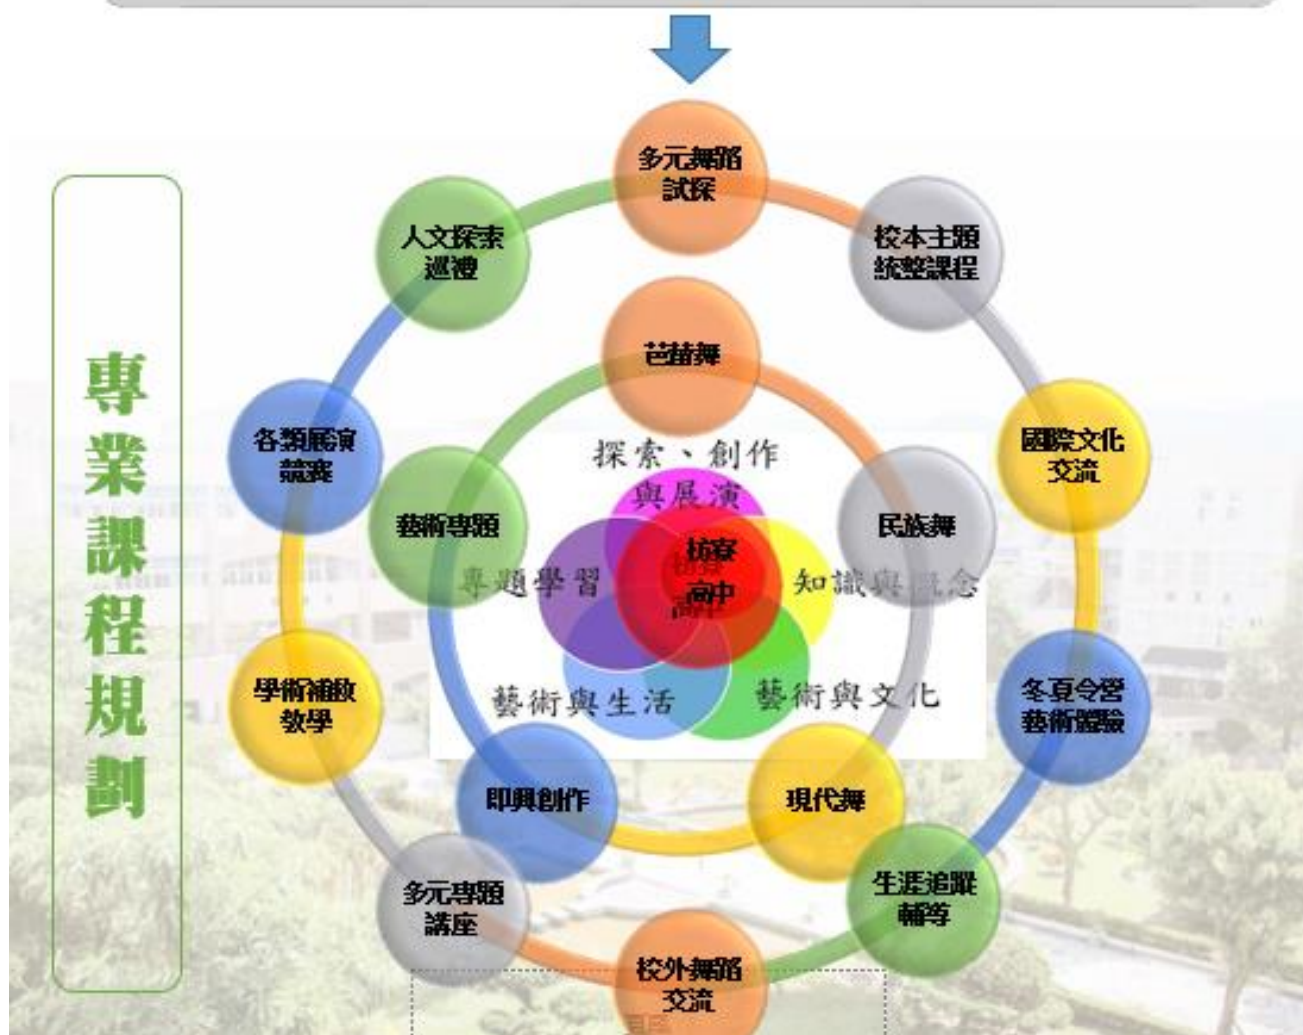 專業課程規劃
多元舞蹈
試探
校本主題
統整課程
國際文化
交流
冬夏令營
藝術體驗
生涯追蹤
輔導
校外舞蹈
交流
多元專題
講座
學術補救
教學
各類展演
競賽
人文探索
巡禮
芭蕾舞
民族舞
現代舞
即興創作
藝術專題
探索、創作
與展演
知識與概念
藝術與文化
藝術與生活
專題學習
枋寮
高中